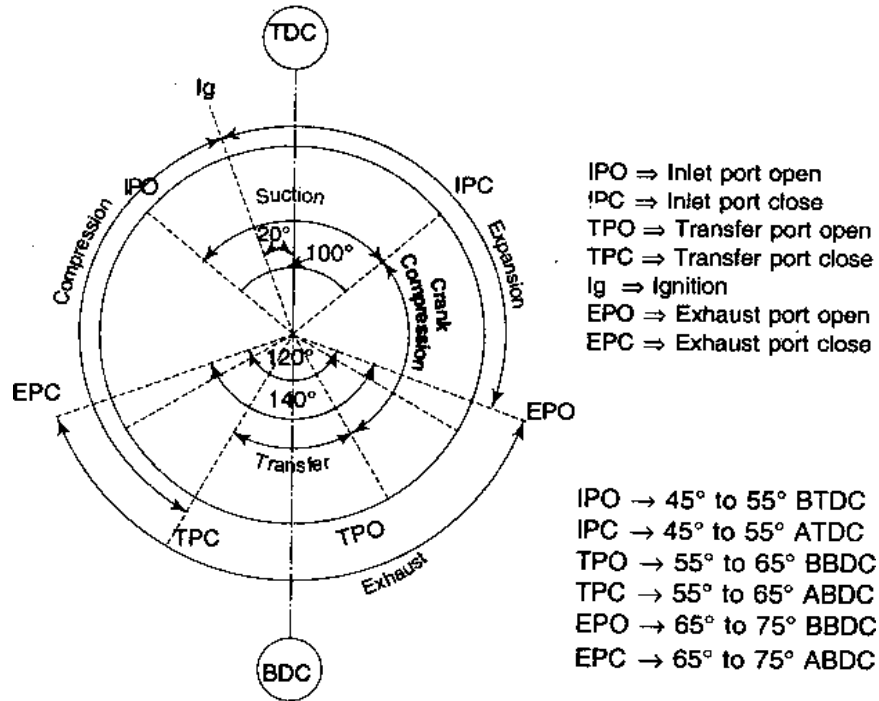 TDC
Ig
IPO
IPC
Suction
20°
100°
Compression
Expansion
Crank
Compression
120°
140°
EPC
EPO
Transfer
TPC
TPO
Exhaust
BDC
IPO ⇒ Inlet port open
IPC ⇒ Inlet port close
TPO ⇒ Transfer port open
TPC ⇒ Transfer port close
Ig ⇒ Ignition
EPO ⇒ Exhaust port open
EPC ⇒ Exhaust port close
IPO → 45° to 55° BTDC
IPC → 45° to 55° ATDC
TPO → 55° to 65° BBDC
TPC → 55° to 65° ABDC
EPO → 65° to 75° BBDC
EPC → 65° to 75° ABDC